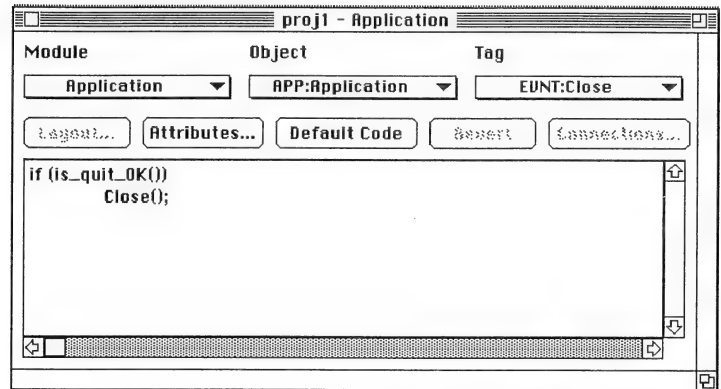 proj1 - Application
Module Object Tag
Application APP:Application EVNT:Close
Layout... Attributes... Default Code Revert Connections...
if (is_quit_OK())
Close();